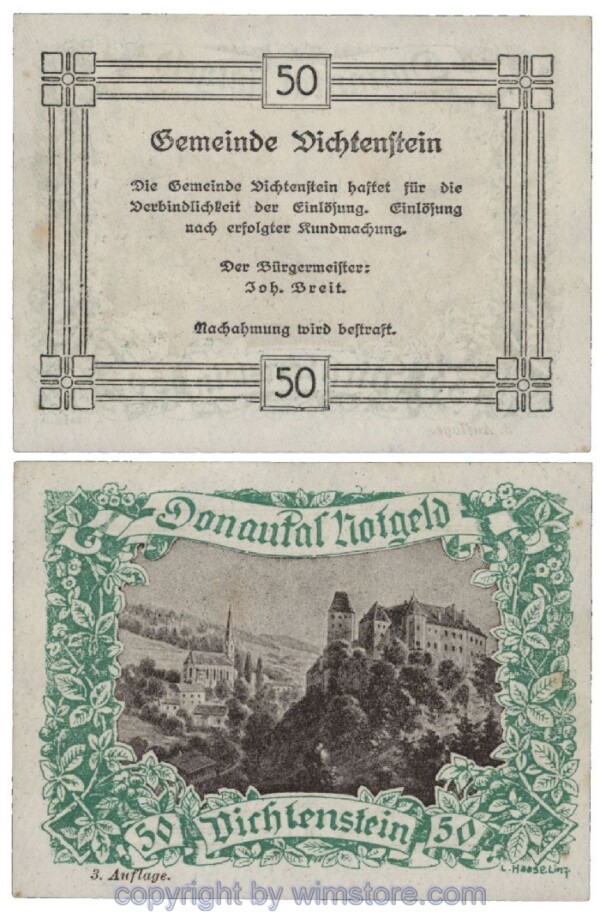 50
Gemeinde Vichtenstein
Die Gemeinde Vichtenstein haftet für die
Verbindlichkeit der Einlösung. Einlösung
nach erfolgter Kundmachung.
Der Bürgermeister:
Joh. Breit.
Nachahmung wird bestraft.
50
Donautal Notgeld
50 Vichtenstein 50
3. Auflage.
L. Haase Linz
copyright by wimstore.com